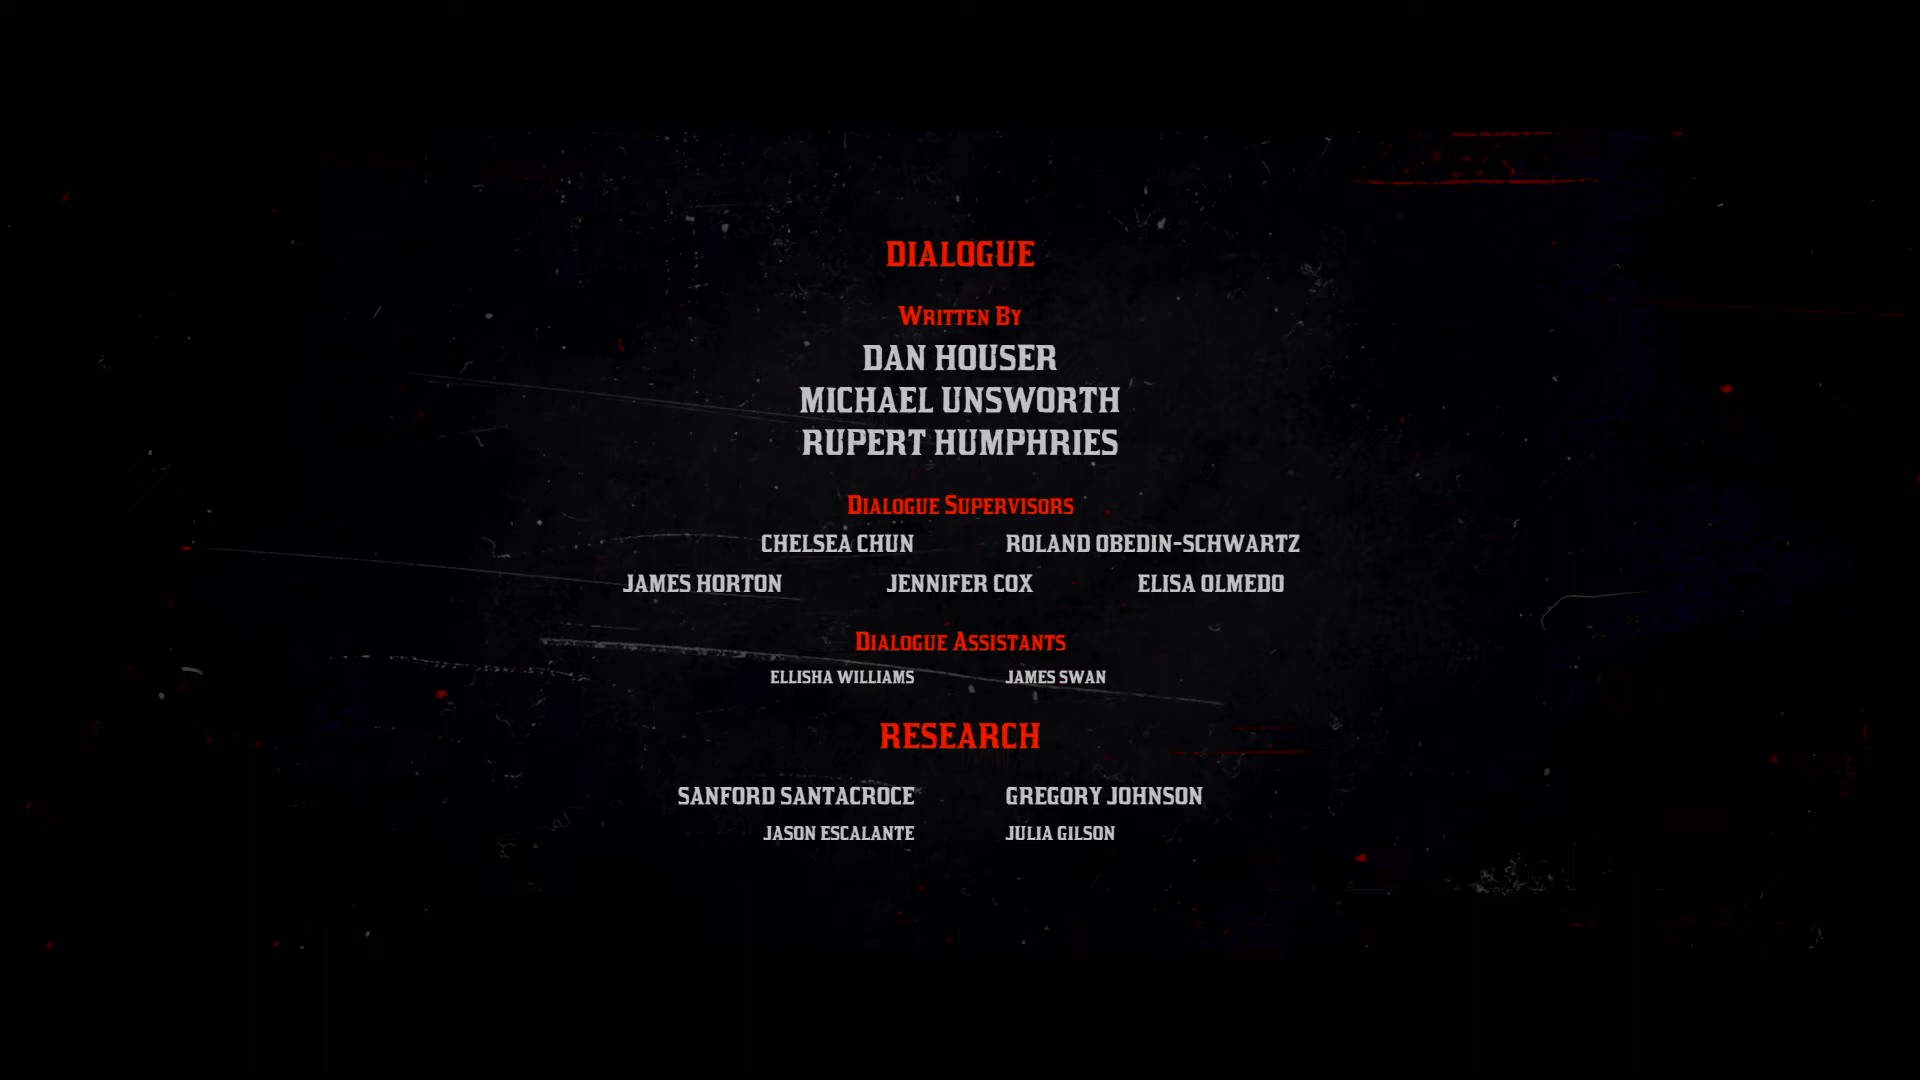 DIALOGUE
WRITTEN BY
DAN HOUSER
MICHAEL UNSWORTH
RUPERT HUMPHRIES
DIALOGUE SUPERVISORS
CHELSEA CHUN ROLAND OBEDIN-SCHWARTZ
JAMES HORTON JENNIFER COX ELISA OLMEDO
DIALOGUE ASSISTANTS
ELLISHA WILLIAMS JAMES SWAN
RESEARCH
SANFORD SANTACROCE GREGORY JOHNSON
JASON ESCALANTE JULIA GILSON